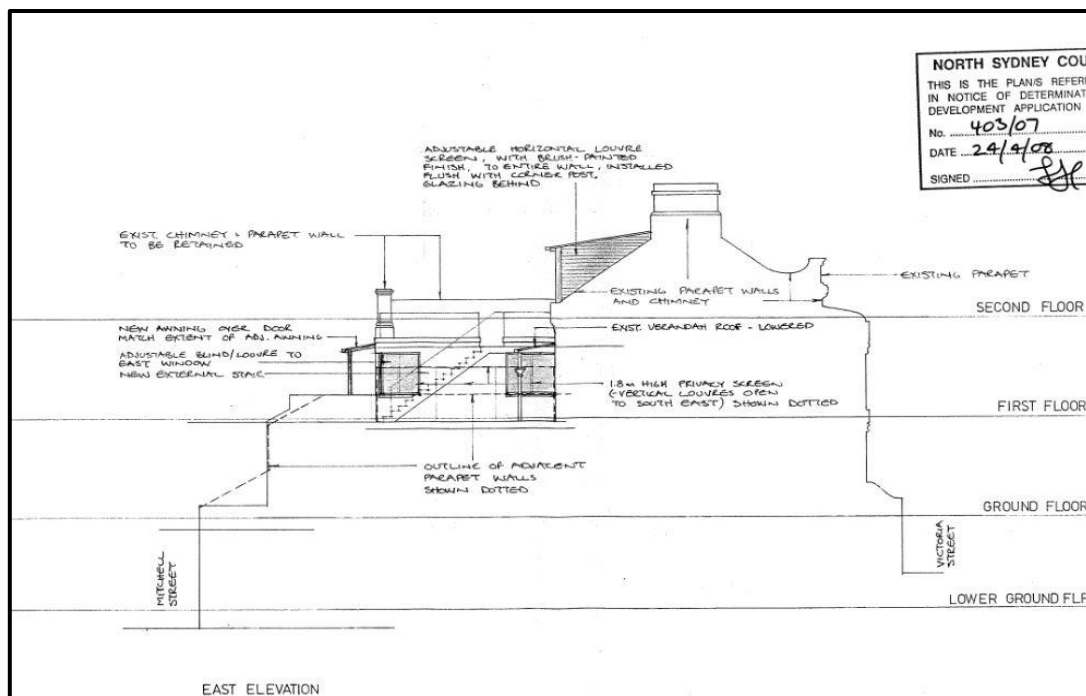 NORTH SYDNEY COU
THIS IS THE PLAN/S REFER
IN NOTICE OF DETERMINAT
DEVELOPMENT APPLICATION
No. 403/07
DATE 24/4/08
SIGNED
ADJUSTABLE HORIZONTAL LOUVRE
SCREEN, WITH BRUSH-PAINTED
FINISH, TO ENTIRE WALL, INSTALLED
FLUSH WITH CORNER POST.
GLAZING BEHIND
EXIST. CHIMNEY & PARAPET WALL
TO BE RETAINED
EXISTING PARAPET
EXISTING PARAPET WALLS
AND CHIMNEY
SECOND FLOOR
NEW AWNING OVER DOOR
MATCH EXTENT OF ADJ. AWNING
EXIST. VERANDAH ROOF - LOWERED
ADJUSTABLE BLIND/LOUVRE TO
EAST WINDOW
NEW EXTERNAL STAIR
1.8m HIGH PRIVACY SCREEN
(-VERTICAL LOUVRES OPEN
TO SOUTH EAST) SHOWN DOTTED
FIRST FLOOR
OUTLINE OF ADJACENT
PARAPET WALLS
SHOWN DOTTED
GROUND FLOOR
MITCHELL
STREET
VICTORIA
STREET
LOWER GROUND FLR
EAST ELEVATION